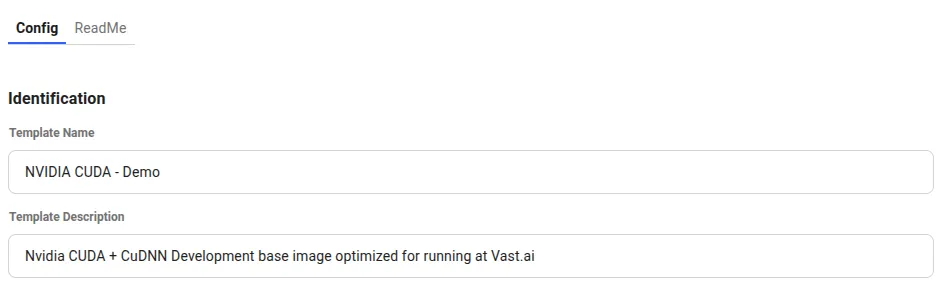 Config ReadMe
Identification
Template Name
NVIDIA CUDA - Demo
Template Description
Nvidia CUDA + CuDNN Development base image optimized for running at Vast.ai